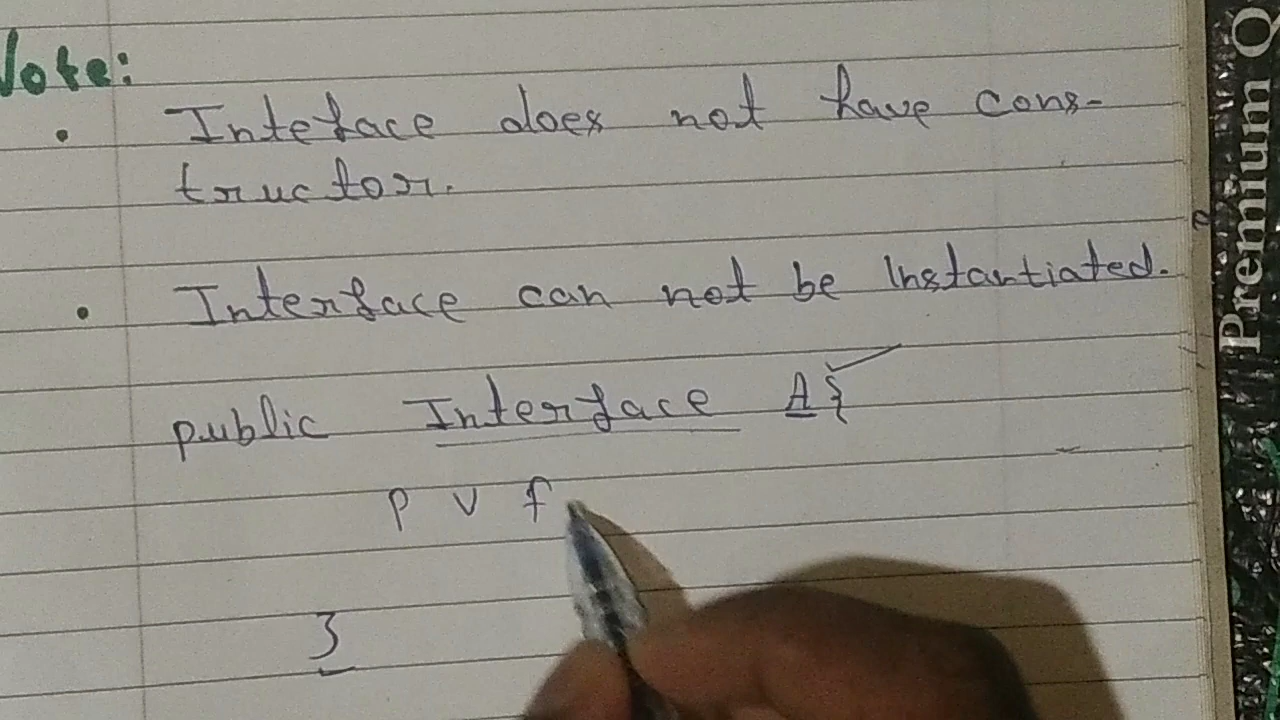 Note:
• Inteface does not have cons-
tructor.
• Interface can not be Instantiated.
public Interface A{
p v f
}
Premium Q